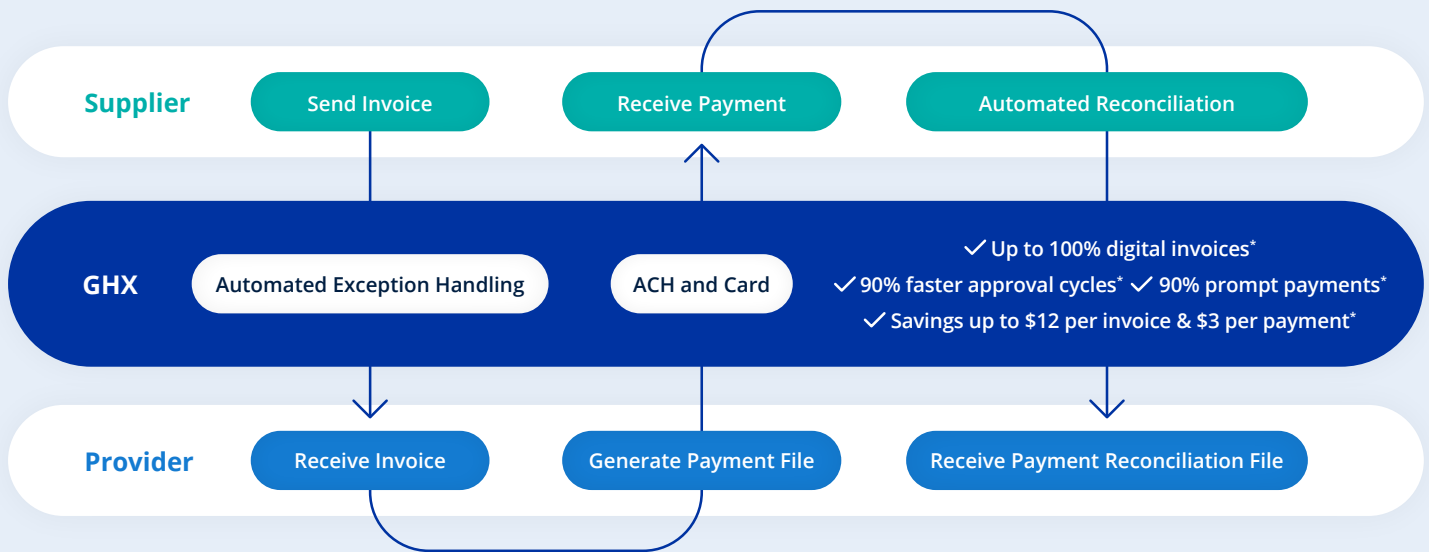 Supplier
Send Invoice
Receive Payment
Automated Reconciliation
GHX
Automated Exception Handling
ACH and Card
✓ Up to 100% digital invoices*
✓ 90% faster approval cycles* ✓ 90% prompt payments*
✓ Savings up to $12 per invoice & $3 per payment*
Provider
Receive Invoice
Generate Payment File
Receive Payment Reconciliation File